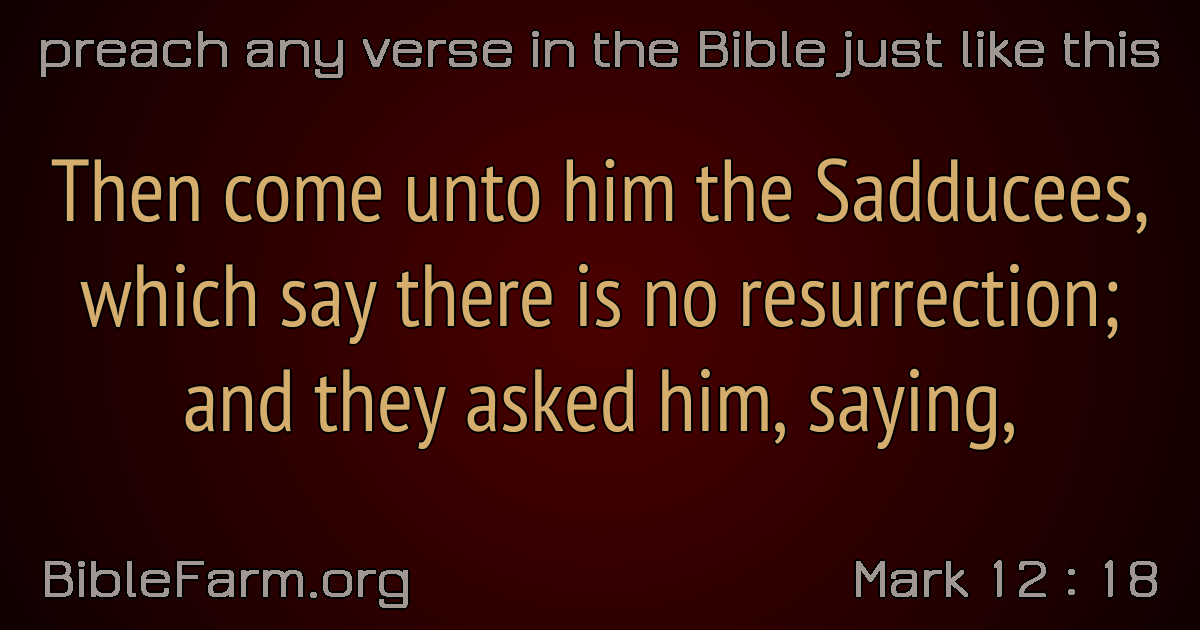 preach any verse in the Bible just like this
Then come unto him the Sadducees,
which say there is no resurrection;
and they asked him, saying,
BibleFarm.org
Mark 12 : 18